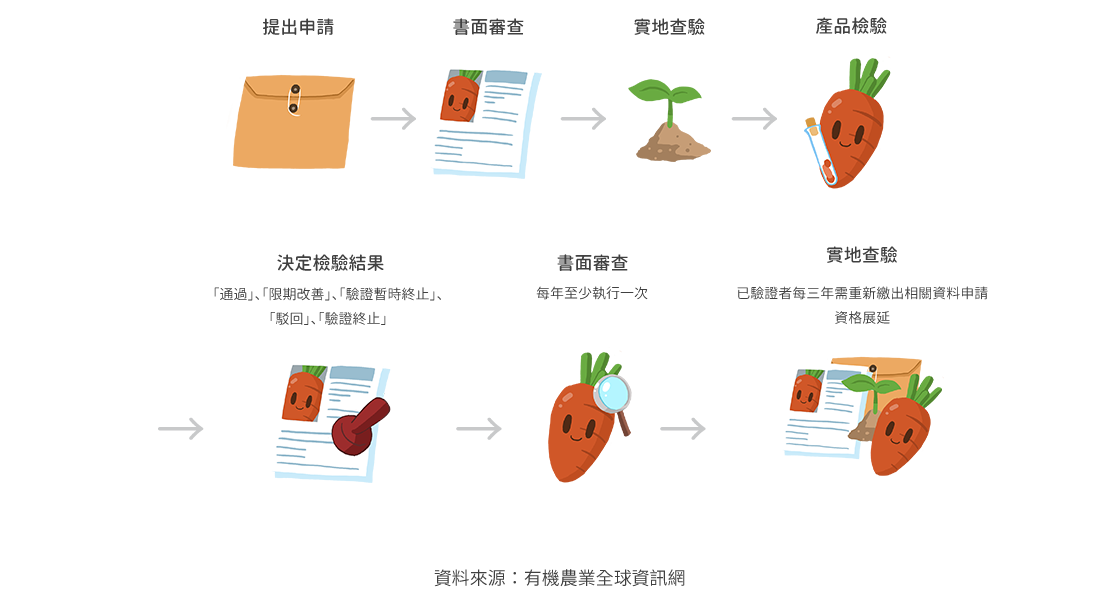 提出申請
書面審查
實地查驗
產品檢驗
決定檢驗結果
「通過」、「限期改善」、「驗證暫時終止」、
「駁回」、「驗證終止」
書面審查
每年至少執行一次
實地查驗
已驗證者每三年需重新繳出相關資料申請
資格展延
資料來源：有機農業全球資訊網